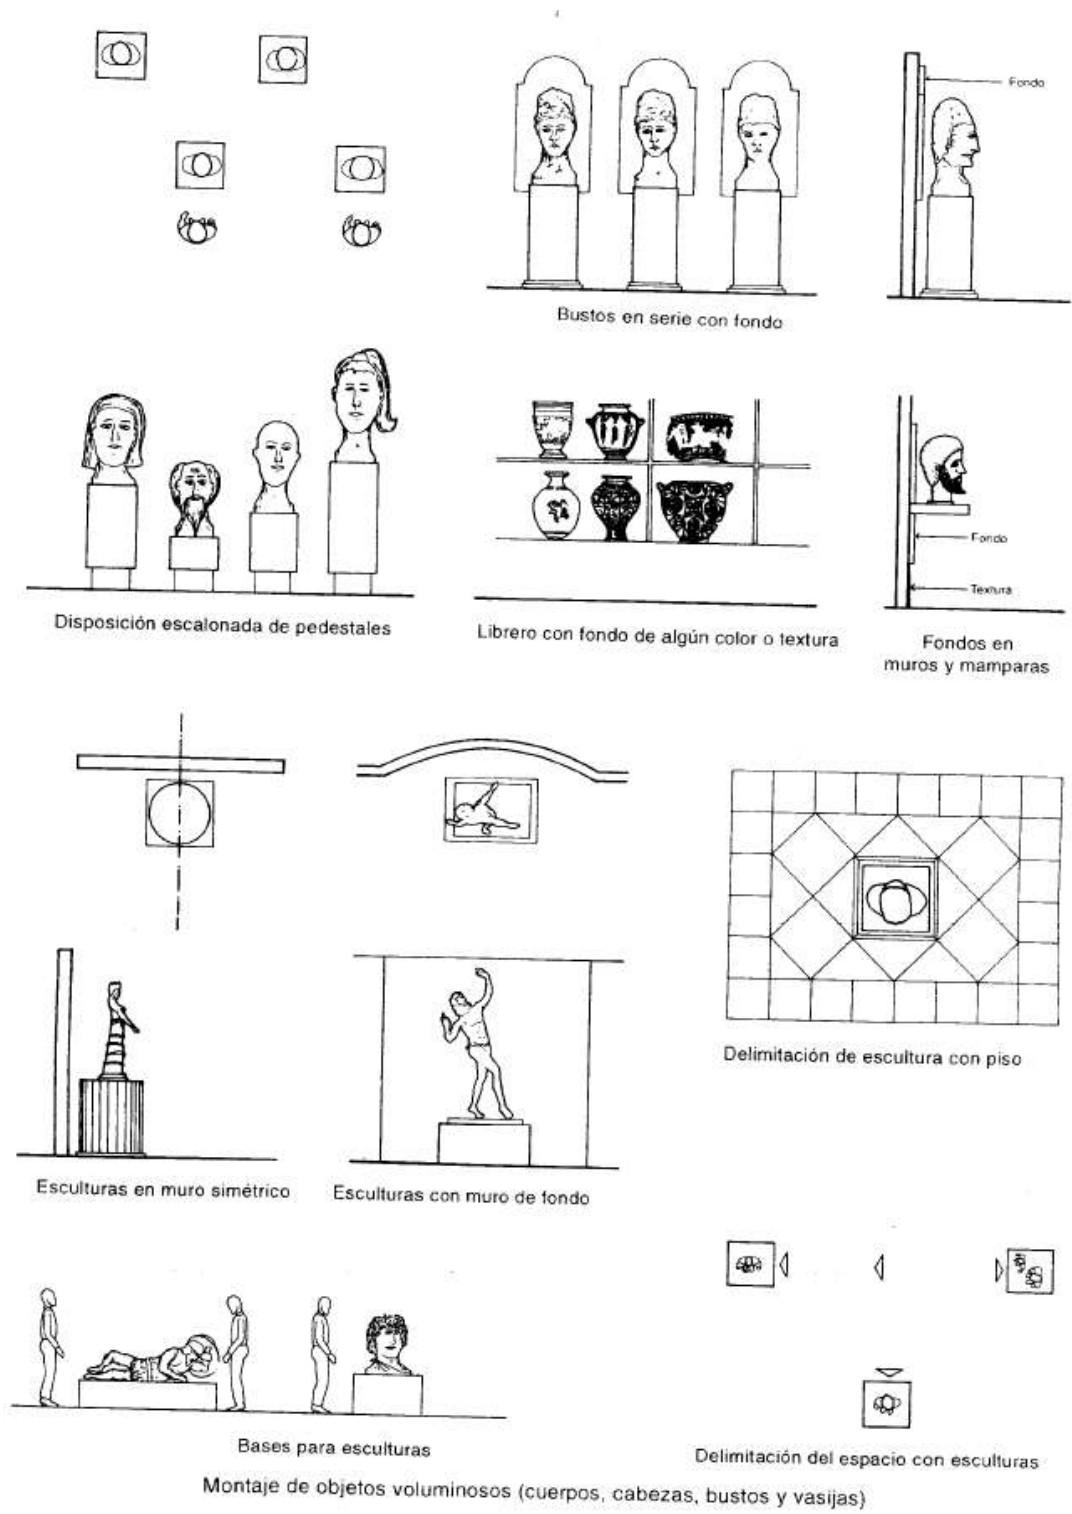 Fondo
Bustos en serie con fondo
Disposición escalonada de pedestales
Librero con fondo de algún color o textura
Fondo
Textura
Fondos en
muros y mamparas
Delimitación de escultura con piso
Esculturas en muro simétrico
Esculturas con muro de fondo
Bases para esculturas
Delimitación del espacio con esculturas
Montaje de objetos voluminosos (cuerpos, cabezas, bustos y vasijas)